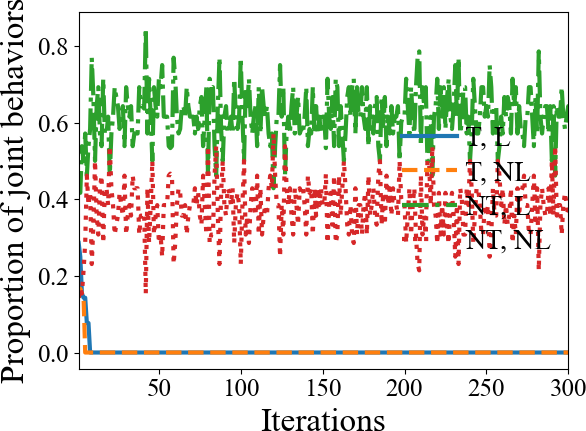 Proportion of joint behaviors
0.8
0.6
0.4
0.2
0.0
T, L
T, NL
NT, L
NT, NL
50
100
150
200
250
300
Iterations